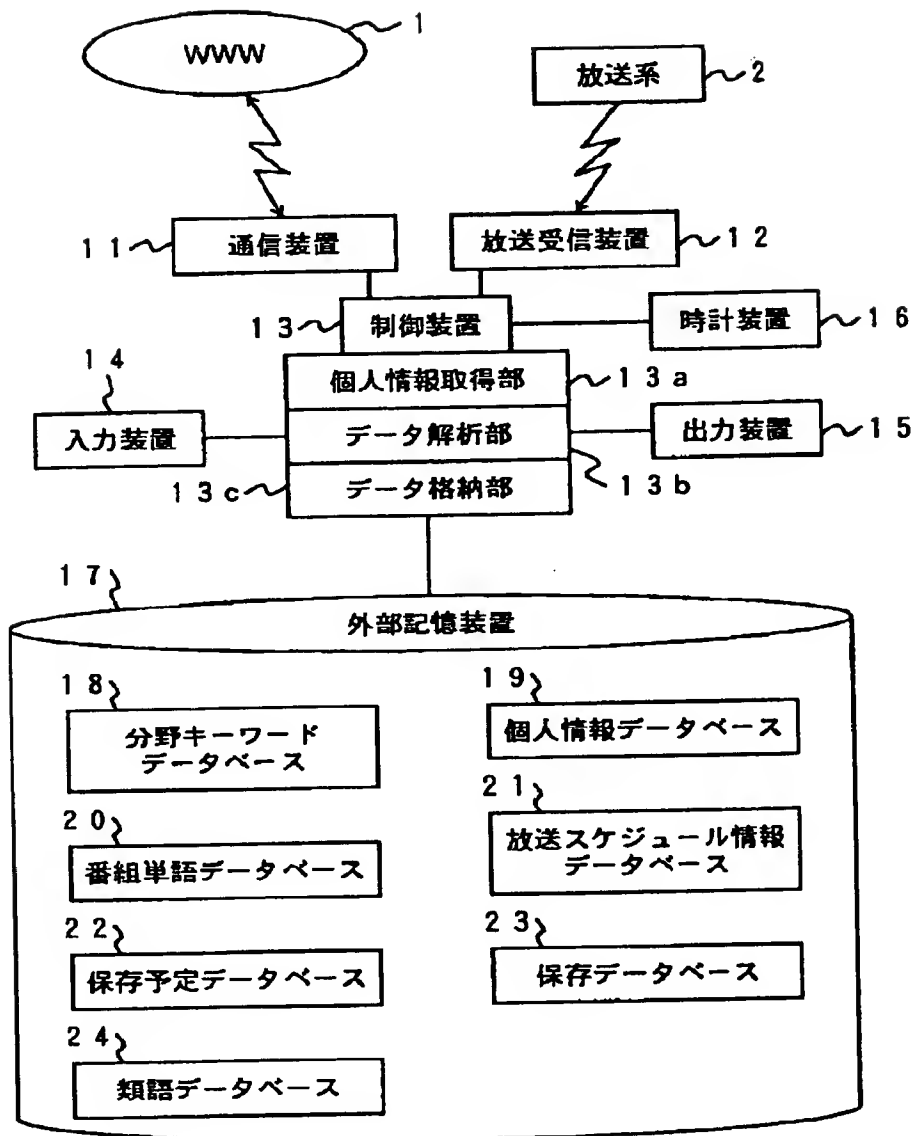 1
WWW
放送系
2
11
通信装置
放送受信装置
12
13
制御装置
時計装置
16
14
個人情報取得部
13a
入力装置
データ解析部
出力装置
15
13c
データ格納部
13b
17
外部記憶装置
18
19
分野キーワード
データベース
個人情報データベース
20
21
番組単語データベース
放送スケジュール情報
データベース
22
23
保存予定データベース
保存データベース
24
類語データベース